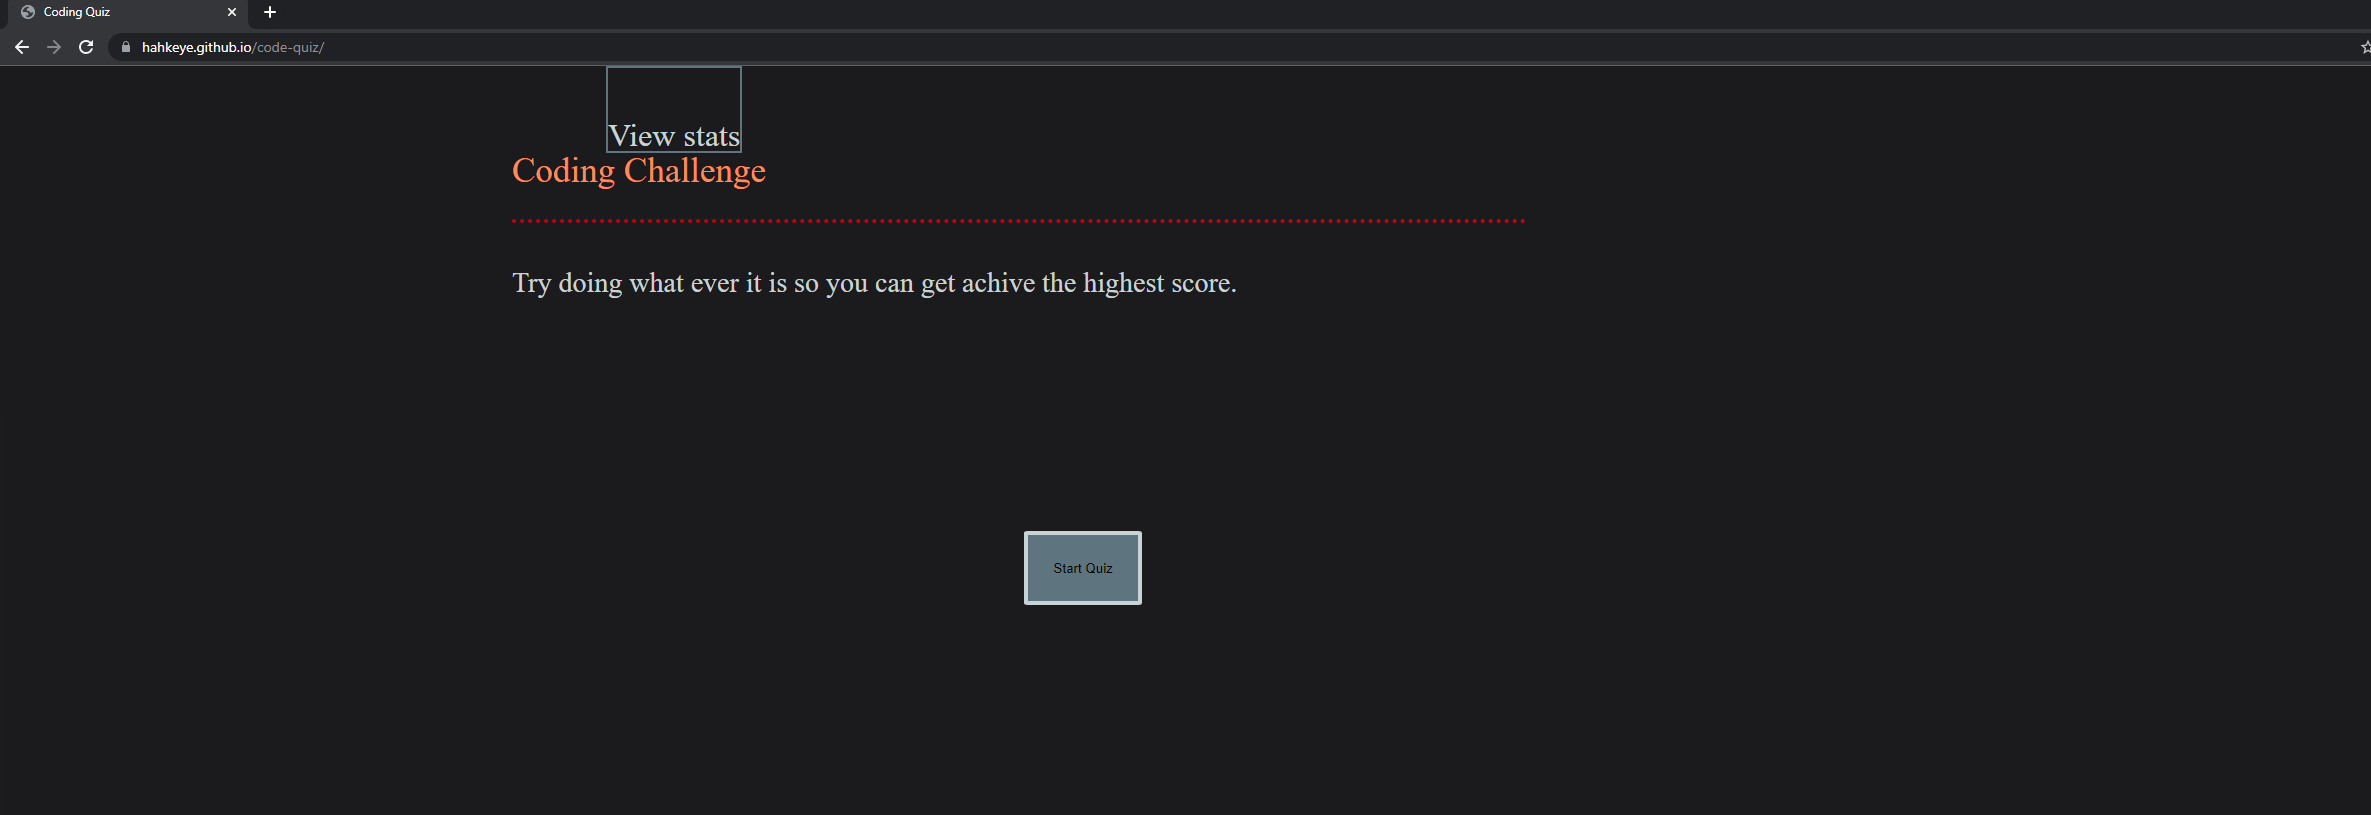 Coding Quiz
hahkeye.github.io/code-quiz/
View stats
Coding Challenge
Try doing what ever it is so you can get achive the highest score.
Start Quiz